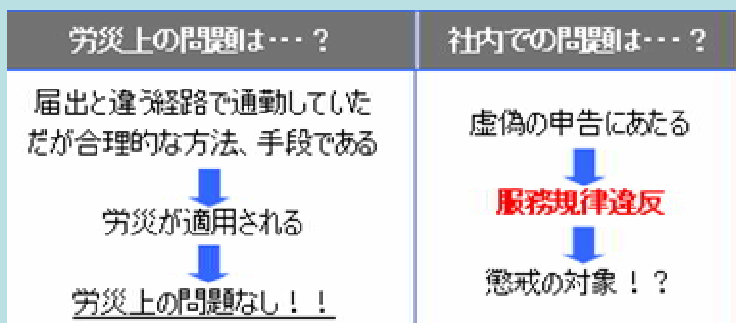 労災上の問題は・・・？
届出と違う経路で通勤していた
だが合理的な方法、手段である
労災が適用される
労災上の問題なし！！
社内での問題は・・・？
虚偽の申告にあたる
服務規律違反
懲戒の対象！？